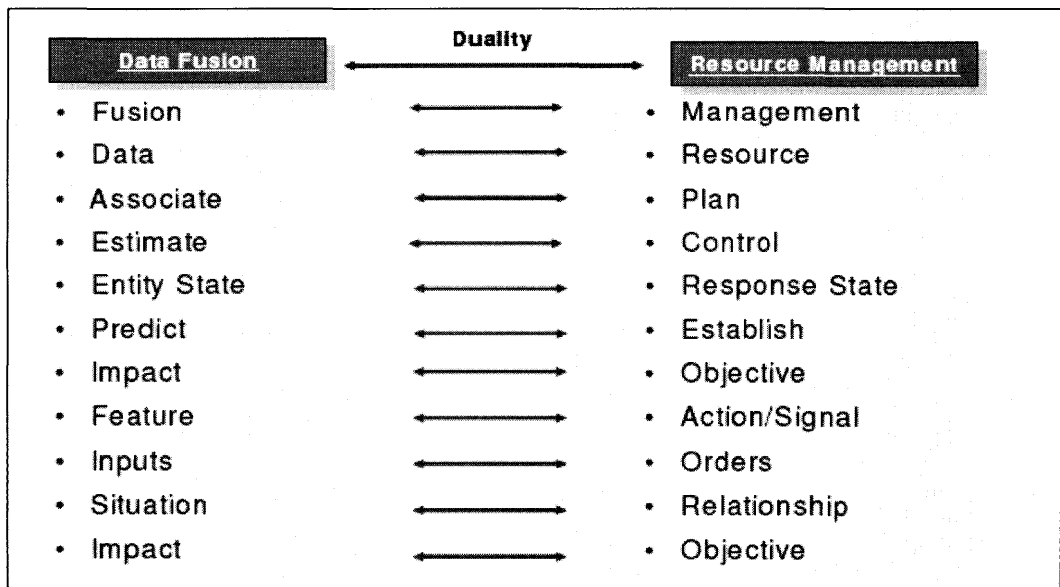 Duality
Data Fusion Resource Management
• Fusion • Management
• Data • Resource
• Associate • Plan
• Estimate • Control
• Entity State • Response State
• Predict • Establish
• Impact • Objective
• Feature • Action/Signal
• Inputs • Orders
• Situation • Relationship
• Impact • Objective